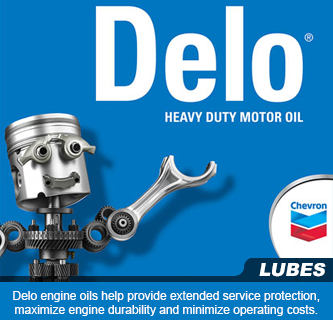 Delo®
HEAVY DUTY MOTOR OIL
Chevron
LUBES
Delo engine oils help provide extended service protection,
maximize engine durability and minimize operating costs.